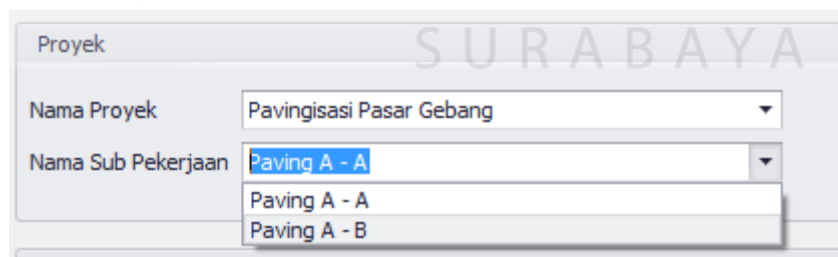 SURABAYA
Proyek
Nama Proyek Pavingisasi Pasar Gebang
Nama Sub Pekerjaan Paving A - A
Paving A - A
Paving A - B